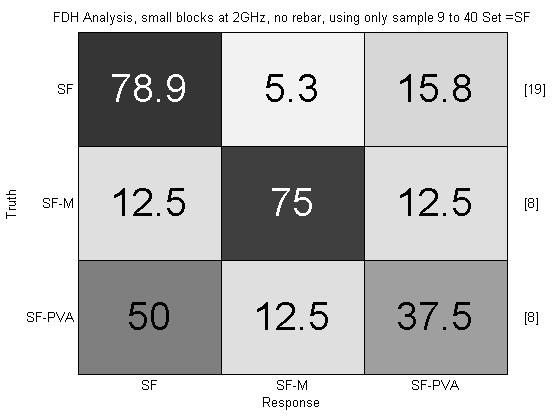 FDH Analysis, small blocks at 2GHz, no rebar, using only sample 9 to 40 Set =SF
SF 78.9 5.3 15.8 [19]
Truth
SF-M 12.5 75 12.5 [8]
SF-PVA 50 12.5 37.5 [8]
SF SF-M SF-PVA
Response